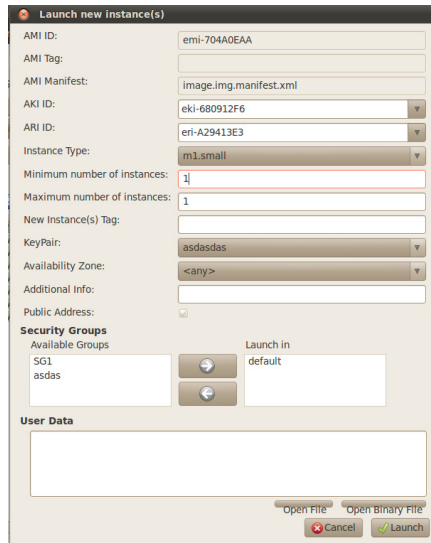 Launch new instance(s)
AMI ID: emi-704A0EAA
AMI Tag:
AMI Manifest: image.img.manifest.xml
AKI ID: eki-680912F6
ARI ID: eri-A29413E3
Instance Type: m1.small
Minimum number of instances: 1
Maximum number of instances: 1
New Instance(s) Tag:
KeyPair: asdasdas
Availability Zone: <any>
Additional Info:
Public Address:
Security Groups
Available Groups Launch in
SG1 default
asdas
User Data
Open File Open Binary File
Cancel Launch